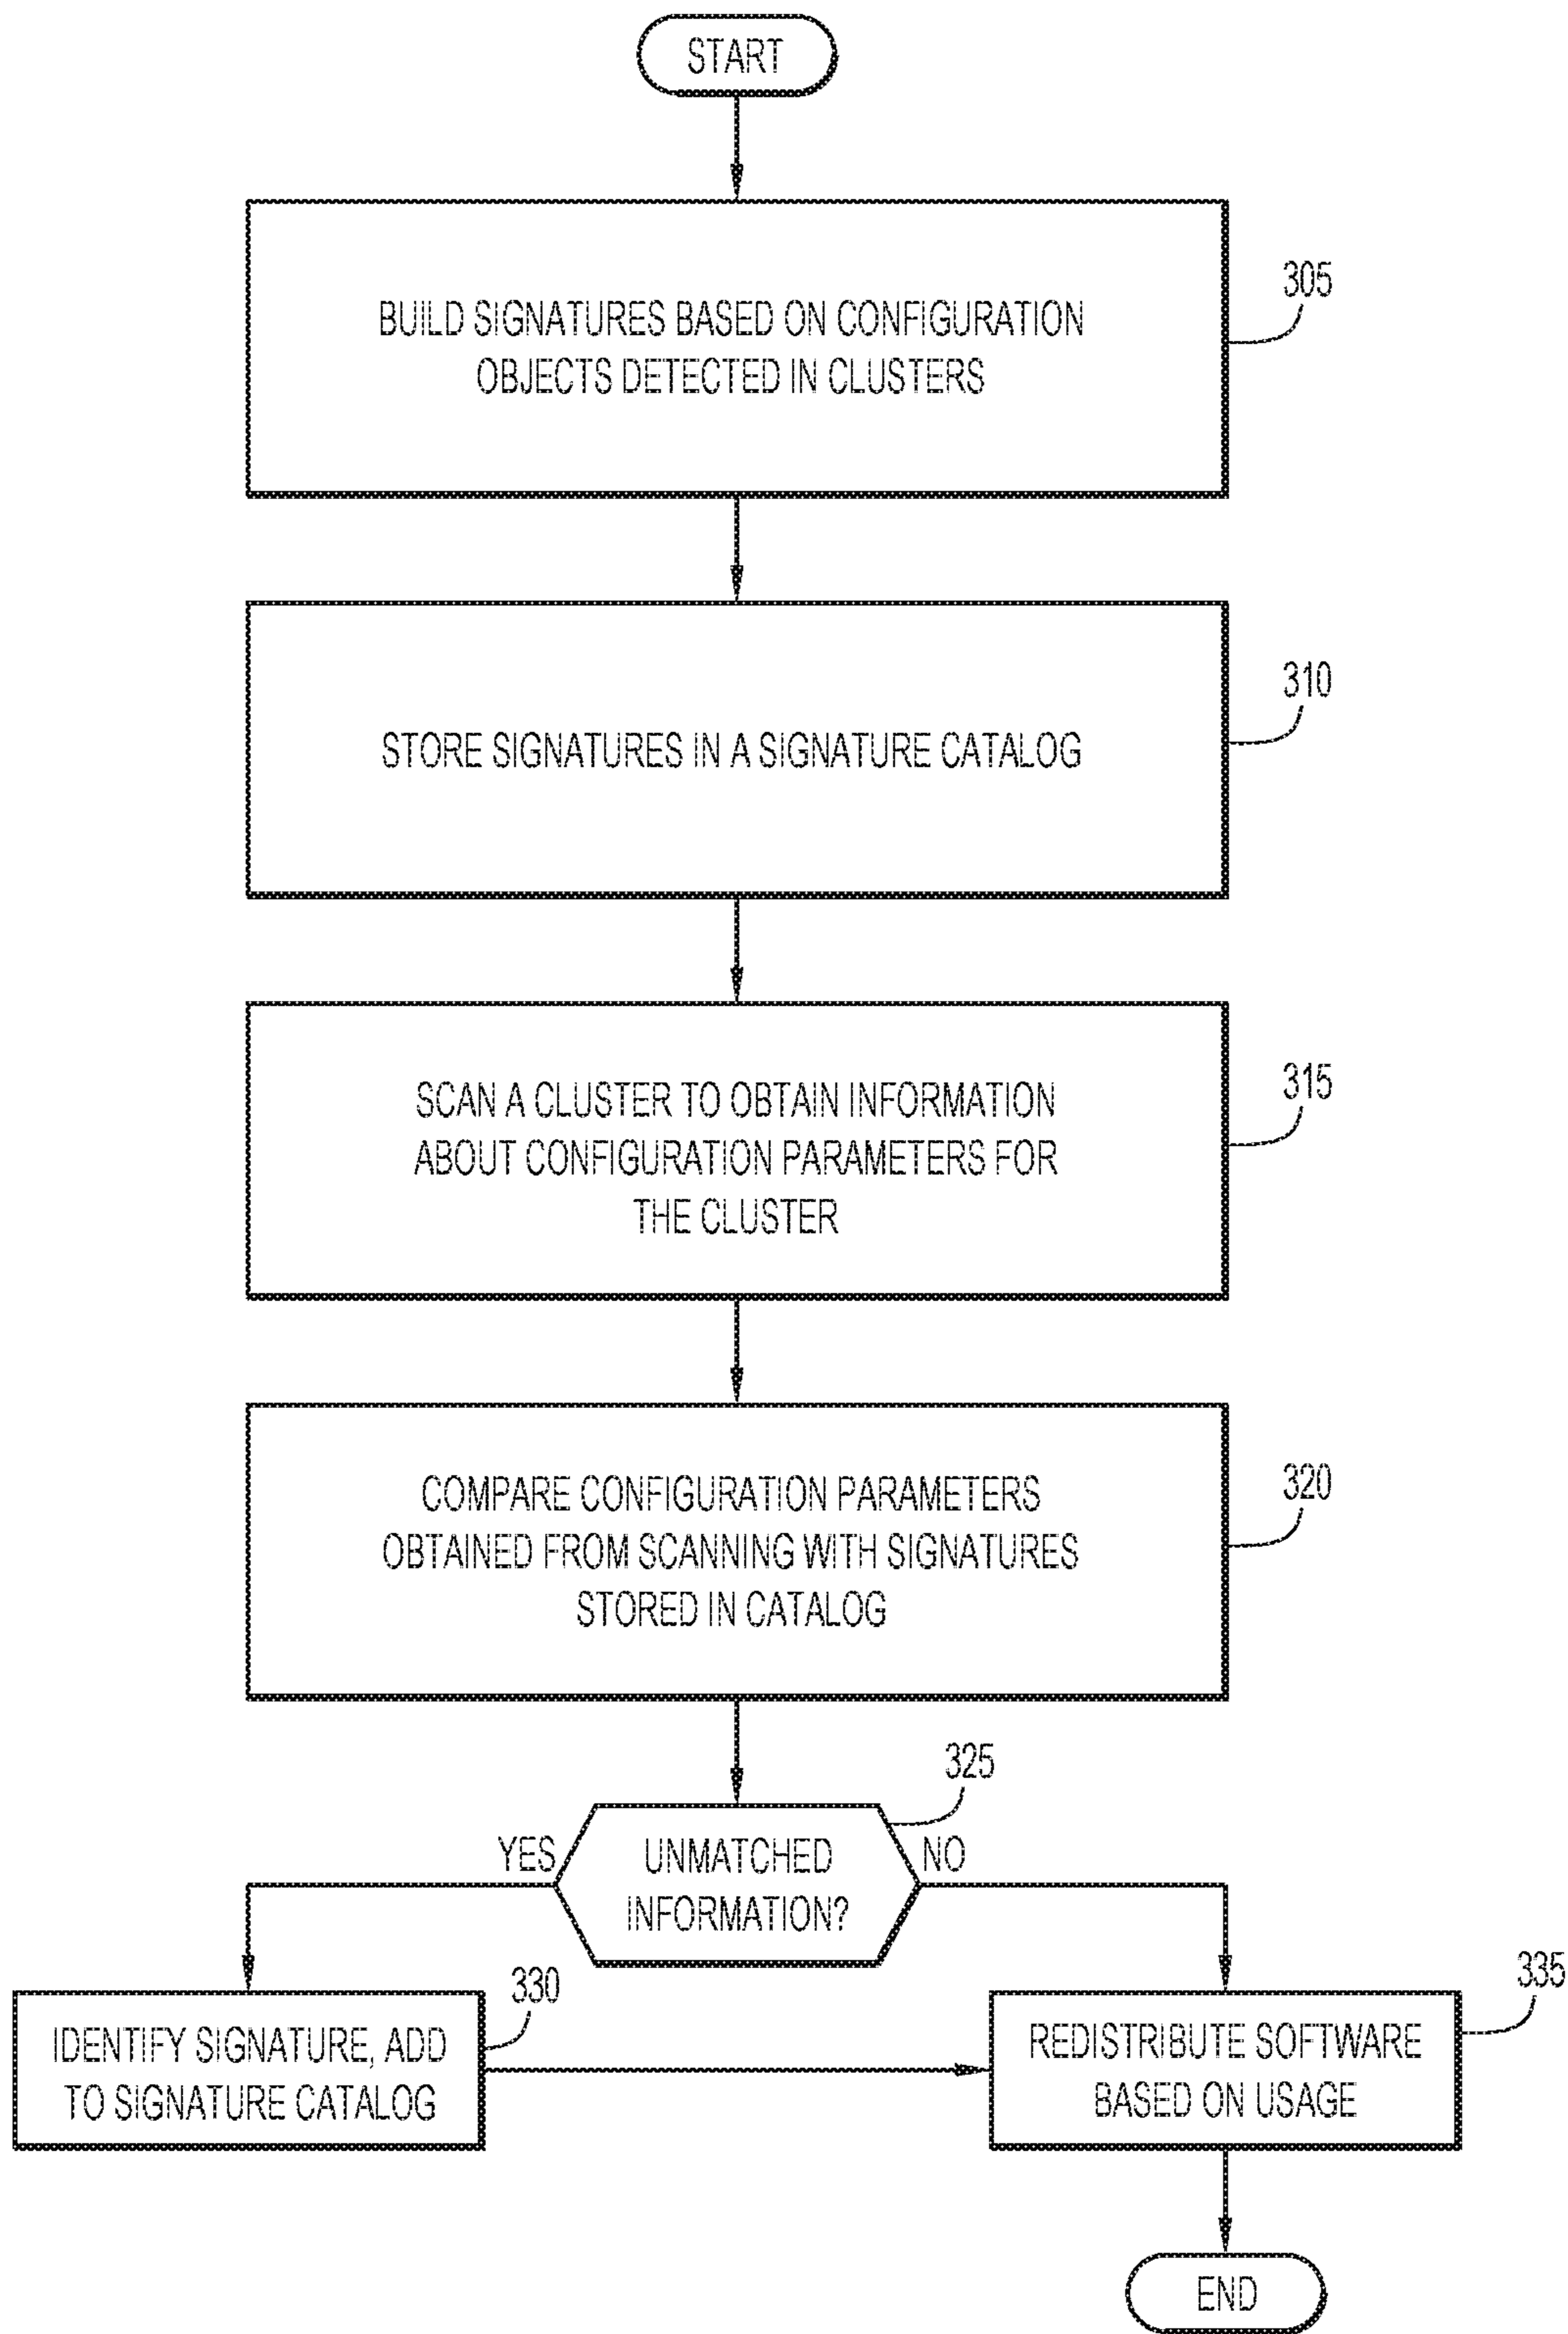 START
BUILD SIGNATURES BASED ON CONFIGURATION
OBJECTS DETECTED IN CLUSTERS
305
STORE SIGNATURES IN A SIGNATURE CATALOG
310
SCAN A CLUSTER TO OBTAIN INFORMATION
ABOUT CONFIGURATION PARAMETERS FOR
THE CLUSTER
315
COMPARE CONFIGURATION PARAMETERS
OBTAINED FROM SCANNING WITH SIGNATURES
STORED IN CATALOG
320
325
YES
UNMATCHED
INFORMATION?
NO
330
IDENTIFY SIGNATURE, ADD
TO SIGNATURE CATALOG
335
REDISTRIBUTE SOFTWARE
BASED ON USAGE
END